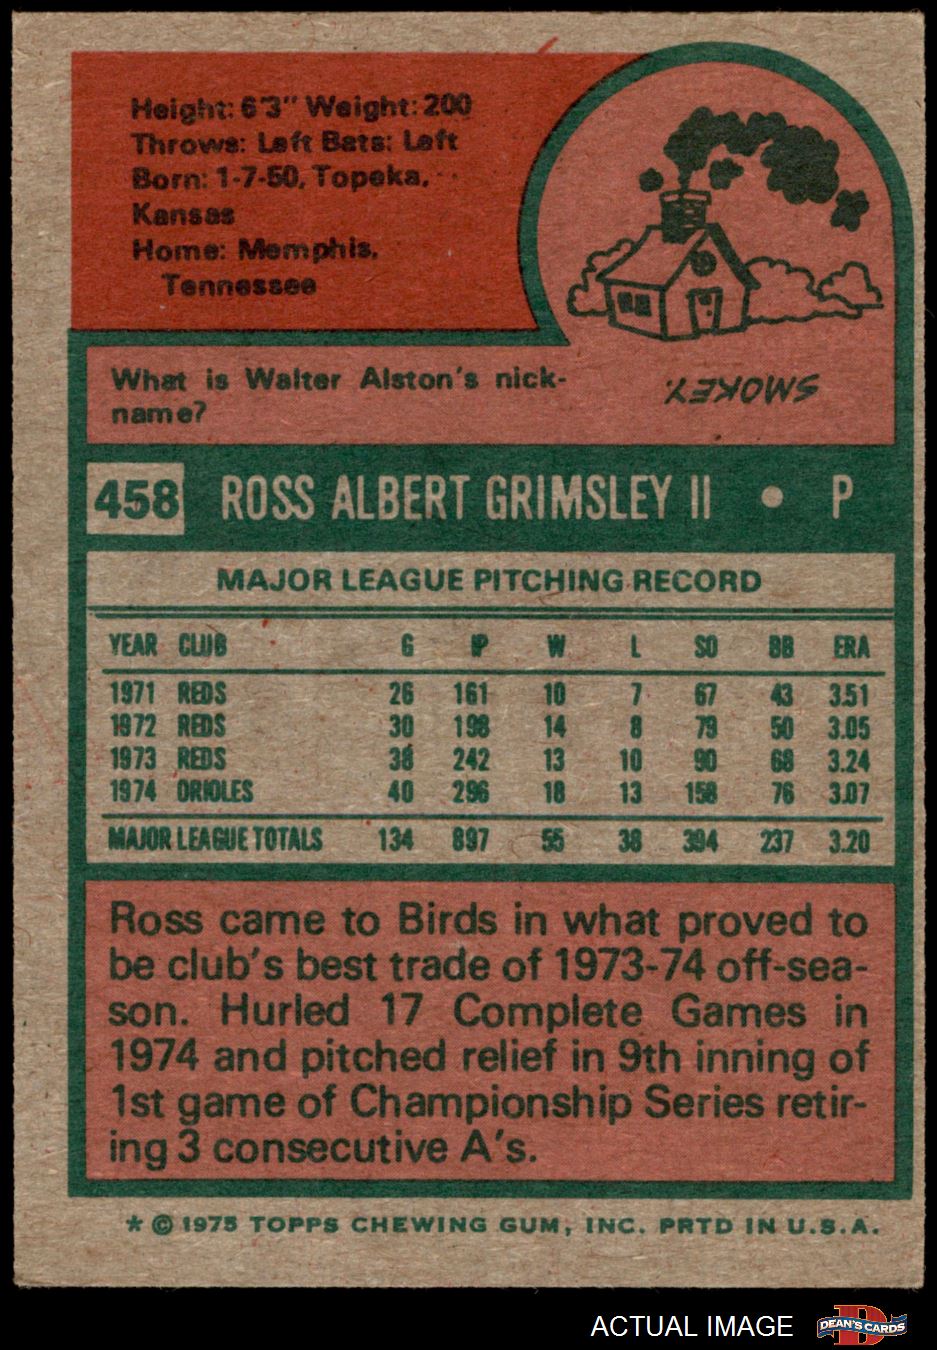 Height: 6'3" Weight: 200
Throws: Left Bats: Left
Born: 1-7-50, Topeka,
Kansas
Home: Memphis,
Tennessee
What is Walter Alston's nick-
name?
SMOKEY.
458 ROSS ALBERT GRIMSLEY II • P
MAJOR LEAGUE PITCHING RECORD
YEAR CLUB G IP W L SO BB ERA
1971 REDS 26 161 10 7 67 43 3.51
1972 REDS 30 198 14 8 79 50 3.05
1973 REDS 38 242 13 10 90 68 3.24
1974 ORIOLES 40 296 18 13 158 76 3.07
MAJOR LEAGUE TOTALS 134 897 55 38 394 237 3.20
Ross came to Birds in what proved to
be club's best trade of 1973-74 off-sea-
son. Hurled 17 Complete Games in
1974 and pitched relief in 9th inning of
1st game of Championship Series retir-
ing 3 consecutive A's.
* © 1975 TOPPS CHEWING GUM, INC. PRTD IN U.S.A.
ACTUAL IMAGE
D
DEAN'S CARDS